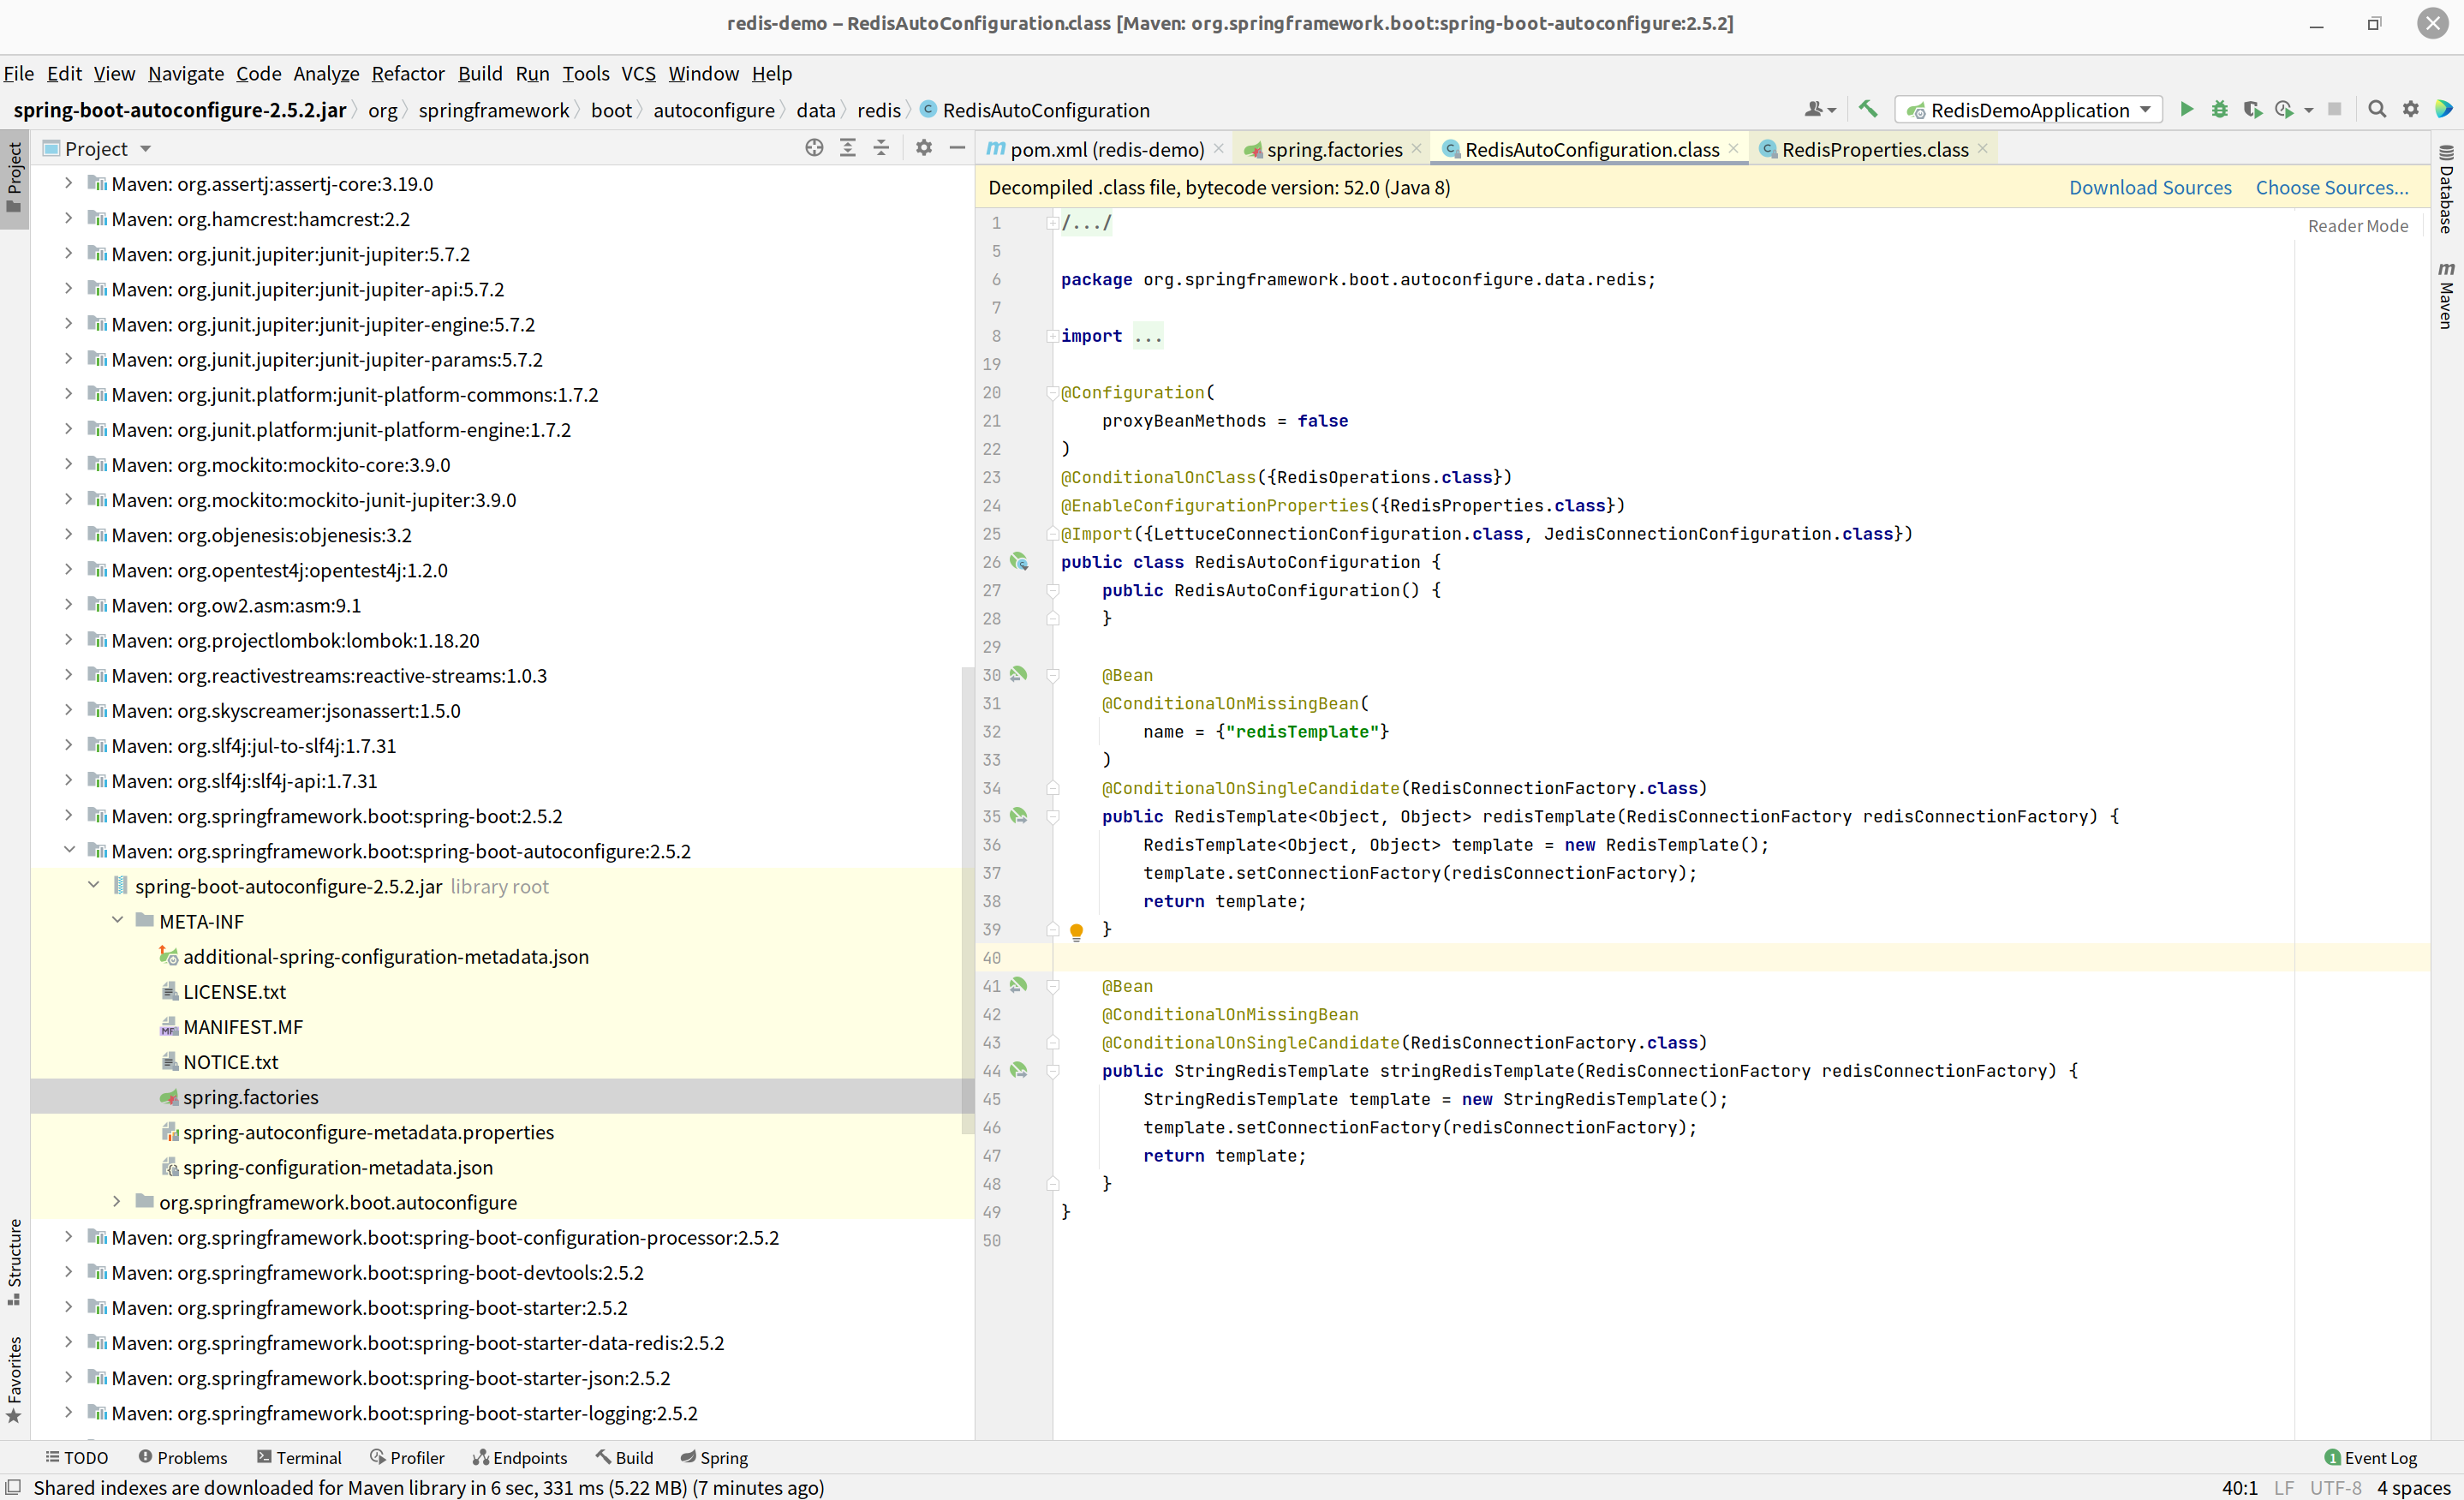 redis-demo – RedisAutoConfiguration.class [Maven: org.springframework.boot:spring-boot-autoconfigure:2.5.2]
File Edit View Navigate Code Analyze Refactor Build Run Tools VCS Window Help
spring-boot-autoconfigure-2.5.2.jar org springframework boot autoconfigure data redis RedisAutoConfiguration
RedisDemoApplication
Project
Project
Structure
Favorites
Maven: org.assertj:assertj-core:3.19.0
Maven: org.hamcrest:hamcrest:2.2
Maven: org.junit.jupiter:junit-jupiter:5.7.2
Maven: org.junit.jupiter:junit-jupiter-api:5.7.2
Maven: org.junit.jupiter:junit-jupiter-engine:5.7.2
Maven: org.junit.jupiter:junit-jupiter-params:5.7.2
Maven: org.junit.platform:junit-platform-commons:1.7.2
Maven: org.junit.platform:junit-platform-engine:1.7.2
Maven: org.mockito:mockito-core:3.9.0
Maven: org.mockito:mockito-junit-jupiter:3.9.0
Maven: org.objenesis:objenesis:3.2
Maven: org.opentest4j:opentest4j:1.2.0
Maven: org.ow2.asm:asm:9.1
Maven: org.projectlombok:lombok:1.18.20
Maven: org.reactivestreams:reactive-streams:1.0.3
Maven: org.skyscreamer:jsonassert:1.5.0
Maven: org.slf4j:jul-to-slf4j:1.7.31
Maven: org.slf4j:slf4j-api:1.7.31
Maven: org.springframework.boot:spring-boot:2.5.2
Maven: org.springframework.boot:spring-boot-autoconfigure:2.5.2
spring-boot-autoconfigure-2.5.2.jar library root
META-INF
additional-spring-configuration-metadata.json
LICENSE.txt
MANIFEST.MF
NOTICE.txt
spring.factories
spring-autoconfigure-metadata.properties
spring-configuration-metadata.json
org.springframework.boot.autoconfigure
Maven: org.springframework.boot:spring-boot-configuration-processor:2.5.2
Maven: org.springframework.boot:spring-boot-devtools:2.5.2
Maven: org.springframework.boot:spring-boot-starter:2.5.2
Maven: org.springframework.boot:spring-boot-starter-data-redis:2.5.2
Maven: org.springframework.boot:spring-boot-starter-json:2.5.2
Maven: org.springframework.boot:spring-boot-starter-logging:2.5.2
pom.xml (redis-demo) spring.factories RedisAutoConfiguration.class RedisProperties.class
Decompiled .class file, bytecode version: 52.0 (Java 8) Download Sources Choose Sources...
Reader Mode
1 /.../
5
6 package org.springframework.boot.autoconfigure.data.redis;
7
8 import ...
19
20 @Configuration(
21 proxyBeanMethods = false
22 )
23 @ConditionalOnClass({RedisOperations.class})
24 @EnableConfigurationProperties({RedisProperties.class})
25 @Import({LettuceConnectionConfiguration.class, JedisConnectionConfiguration.class})
26 public class RedisAutoConfiguration {
27 public RedisAutoConfiguration() {
28 }
29
30 @Bean
31 @ConditionalOnMissingBean(
32 name = {"redisTemplate"}
33 )
34 @ConditionalOnSingleCandidate(RedisConnectionFactory.class)
35 public RedisTemplate<Object, Object> redisTemplate(RedisConnectionFactory redisConnectionFactory) {
36 RedisTemplate<Object, Object> template = new RedisTemplate();
37 template.setConnectionFactory(redisConnectionFactory);
38 return template;
39 }
40
41 @Bean
42 @ConditionalOnMissingBean
43 @ConditionalOnSingleCandidate(RedisConnectionFactory.class)
44 public StringRedisTemplate stringRedisTemplate(RedisConnectionFactory redisConnectionFactory) {
45 StringRedisTemplate template = new StringRedisTemplate();
46 template.setConnectionFactory(redisConnectionFactory);
47 return template;
48 }
49 }
50
Database
Maven
TODO Problems Terminal Profiler Endpoints Build Spring 1 Event Log
Shared indexes are downloaded for Maven library in 6 sec, 331 ms (5.22 MB) (7 minutes ago) 40:1 LF UTF-8 4 spaces